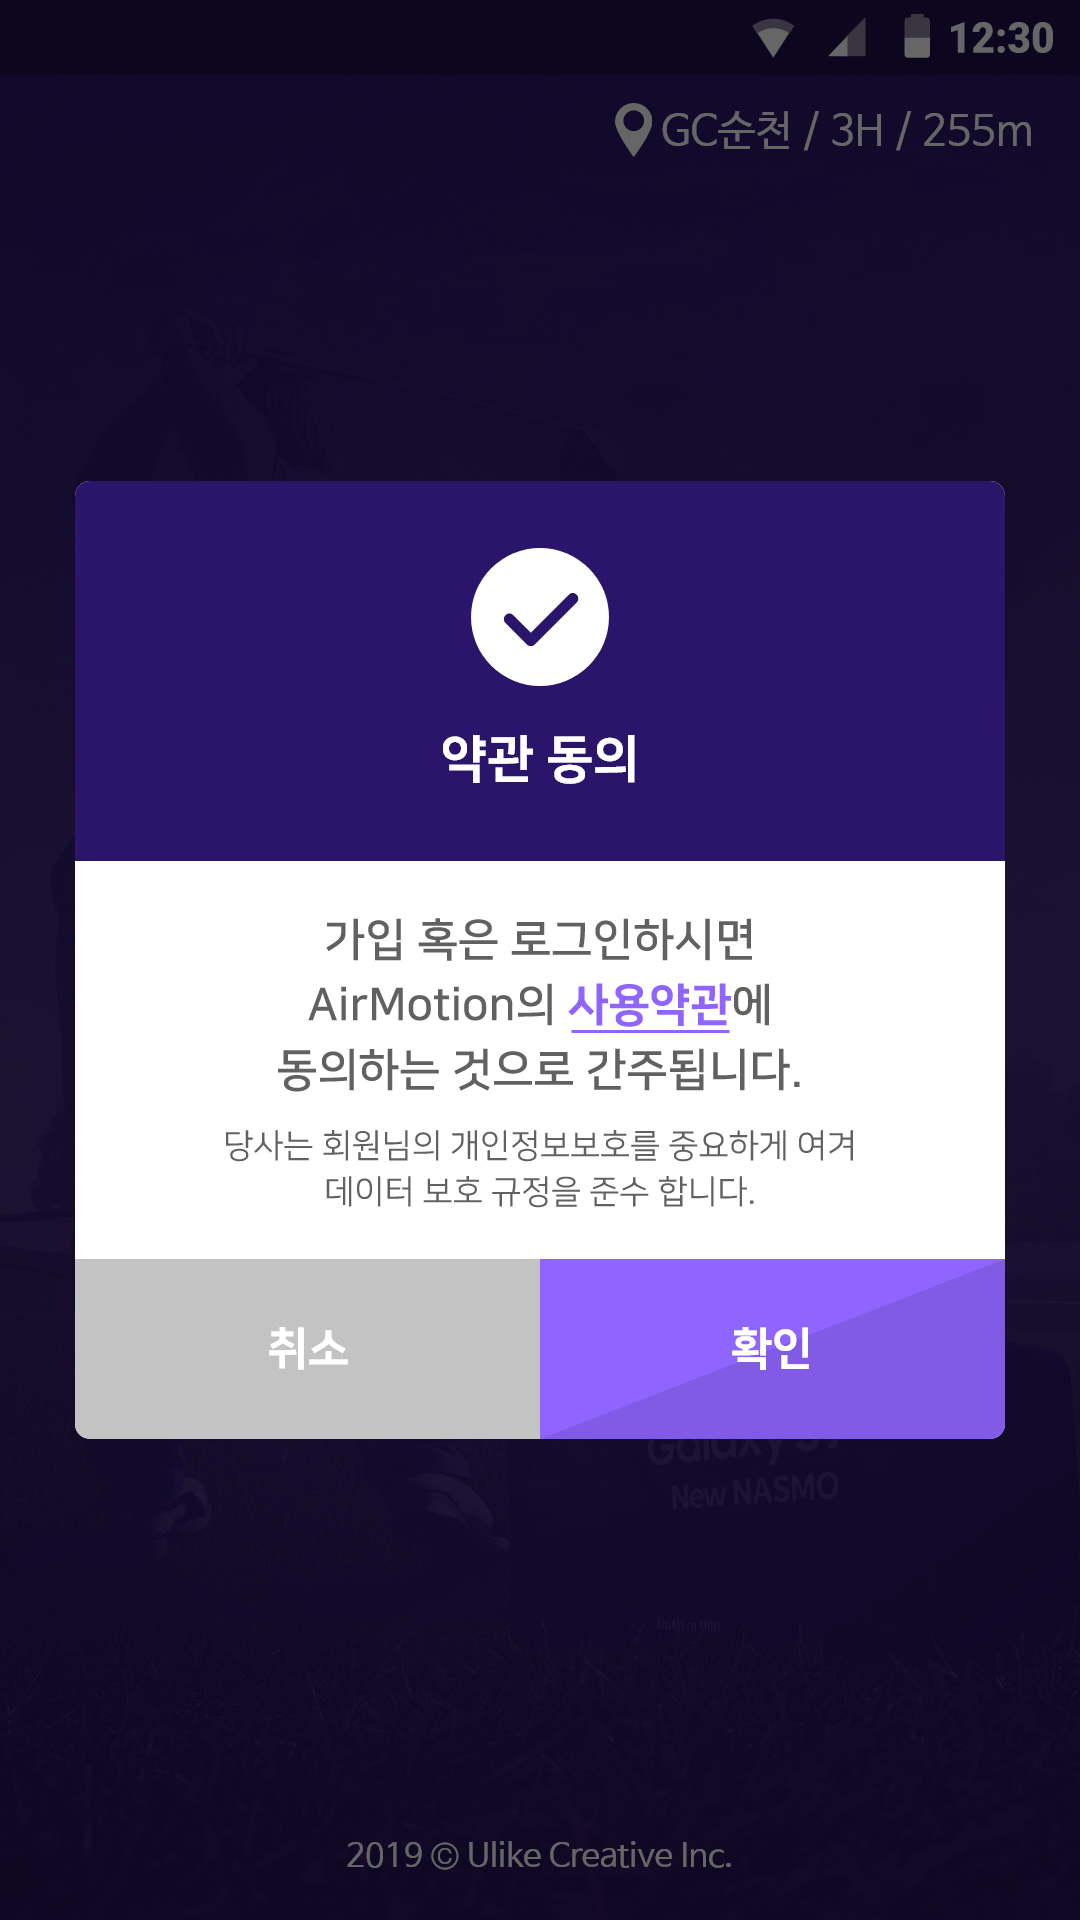 12:30
GC순천 / 3H / 255m
약관 동의
가입 혹은 로그인하시면
AirMotion의 사용약관에
동의하는 것으로 간주됩니다.
당사는 회원님의 개인정보보호를 중요하게 여겨
데이터 보호 규정을 준수 합니다.
취소 확인
Galaxy
New NASMO
2019 © Ulike Creative Inc.